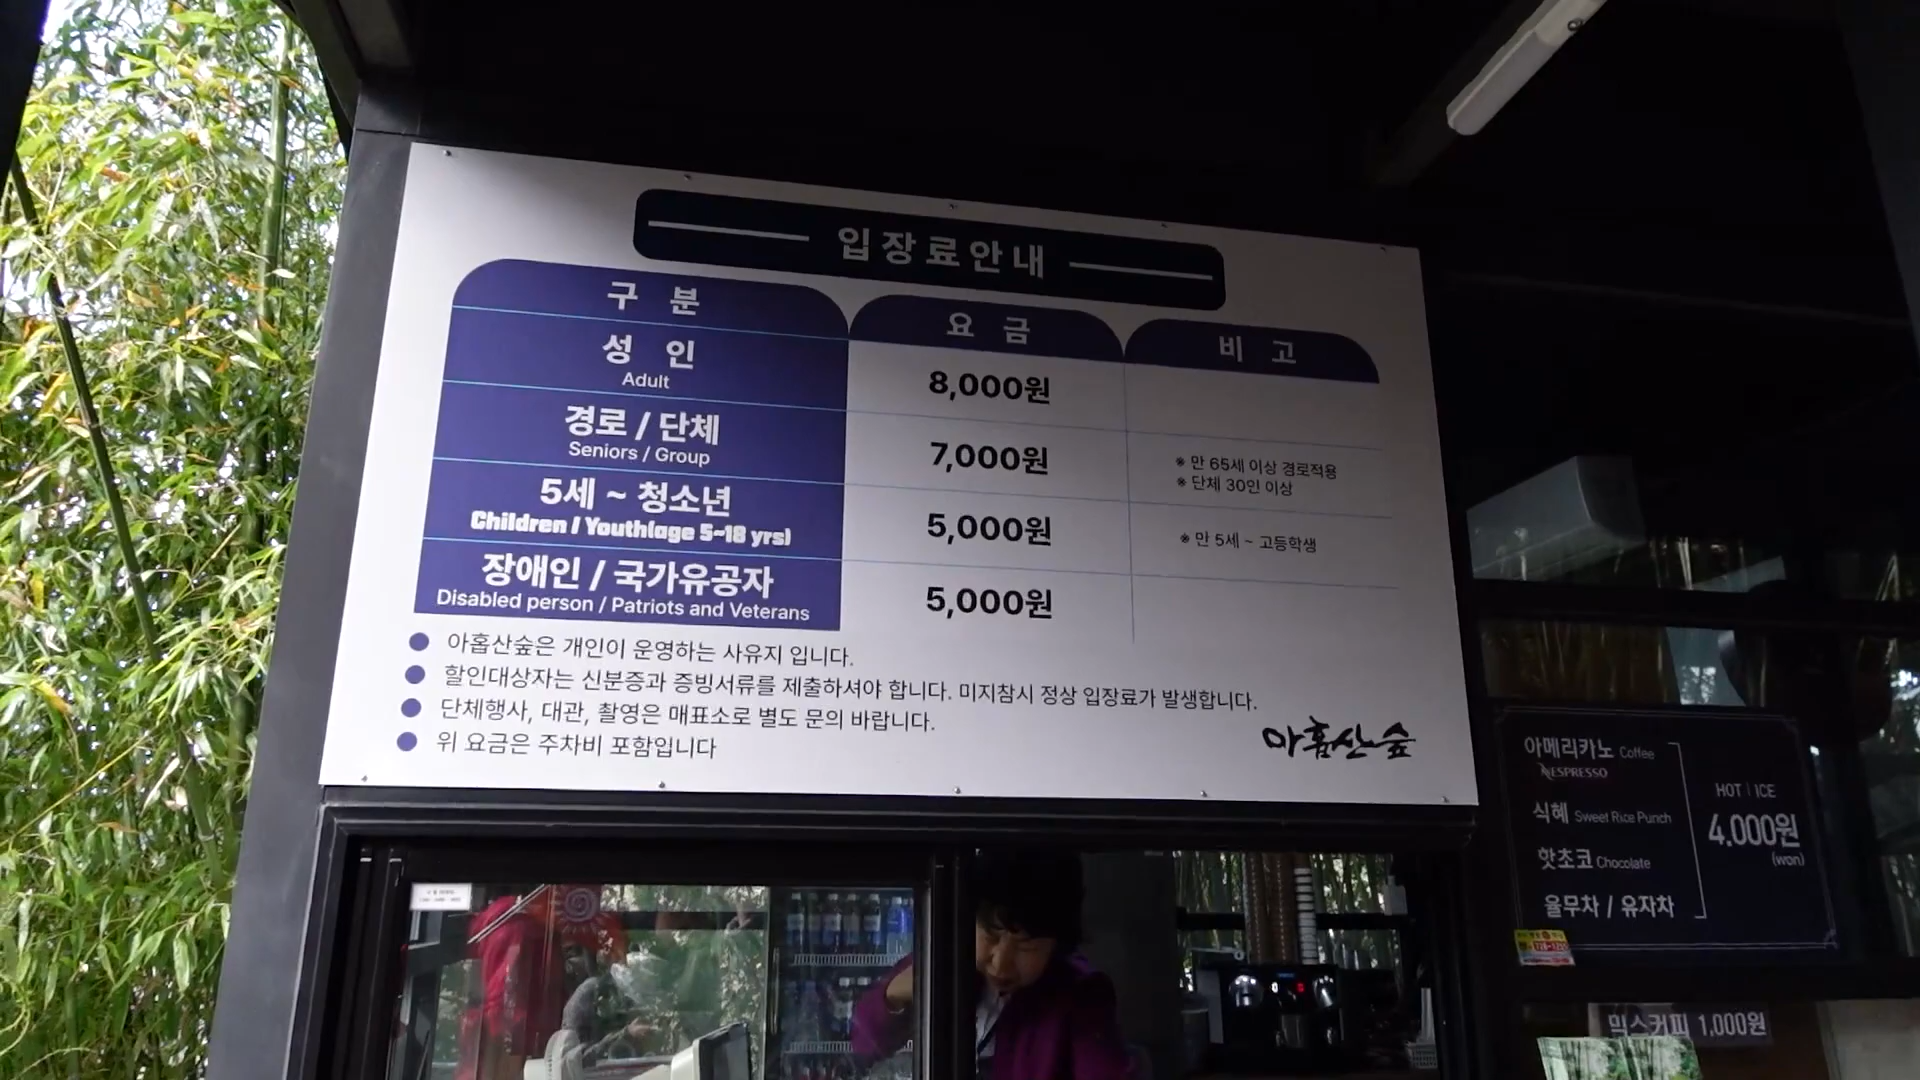 입장료안내
구 분
요 금
비 고
성 인
Adult
8,000원
경로 / 단체
Seniors / Group
7,000원
※ 만 65세 이상 경로적용
※ 단체 30인 이상
5세 ~ 청소년
Children / Youth(age 5~18 yrs)
5,000원
※ 만 5세 ~ 고등학생
장애인 / 국가유공자
Disabled person / Patriots and Veterans
5,000원
아홉산숲은 개인이 운영하는 사유지 입니다.
할인대상자는 신분증과 증빙서류를 제출하셔야 합니다. 미지참시 정상 입장료가 발생합니다.
단체행사, 대관, 촬영은 매표소로 별도 문의 바랍니다.
위 요금은 주차비 포함입니다
아홉산숲
아메리카노 Coffee
NESPRESSO
식혜 Sweet Rice Punch
핫초코 Chocolate
율무차 / 유자차
HOT | ICE
4,000원
(won)
믹스커피 1,000원